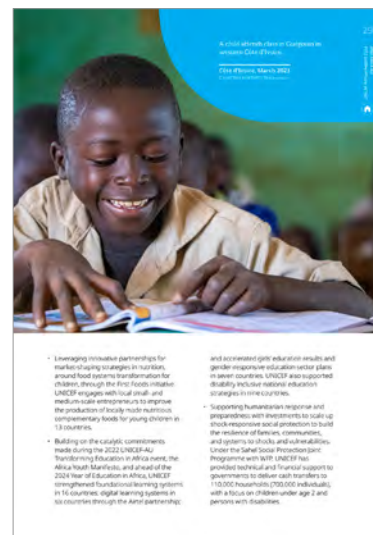 A child attends class in Gorgoro in
western Côte d'Ivoire.
Côte d'Ivoire, March 2023
• Leveraging innovative partnerships for
market-shaping strategies in nutrition,
around food systems transformation for
children, through the First Foods initiative
UNICEF engages with local small- and
medium-scale entrepreneurs to improve
the production of locally made nutritious
complementary foods for young children in
13 countries.
• Building on the catalytic commitments
made during the 2022 UNICEF-AU
Transforming Education in Africa event, the
Africa Youth Manifesto, and ahead of the
2024 Year of Education in Africa, UNICEF
strengthened foundational learning systems
in 16 countries; digital learning systems in
six countries through the Airtel partnership;
and accelerated girls' education results and
gender-responsive education sector plans
in seven countries. UNICEF also supported
disability inclusive national education
strategies in nine countries.
• Supporting humanitarian response and
preparedness with investments to scale up
shock-responsive social protection to build
the resilience of families, communities,
and systems to shocks and vulnerabilities.
Under the Sahel Social Protection Joint
Programme with WFP, UNICEF has
provided technical and financial support to
governments to deliver cash transfers to
110,000 households (700,000 individuals),
with a focus on children under age 2 and
persons with disabilities.